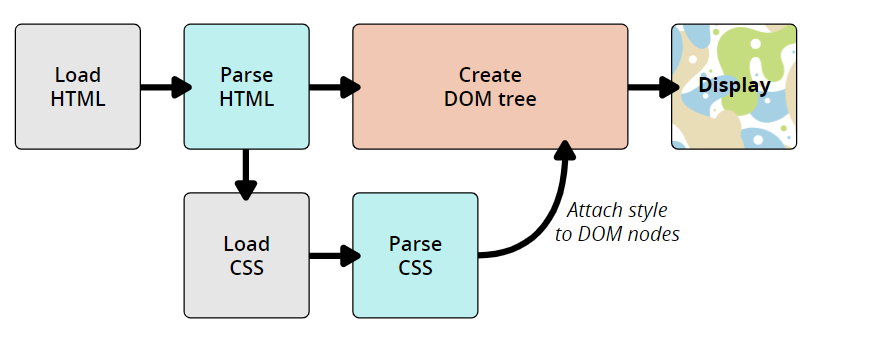 Load
HTML
Parse
HTML
Create
DOM tree
Display
Load
CSS
Parse
CSS
Attach style
to DOM nodes